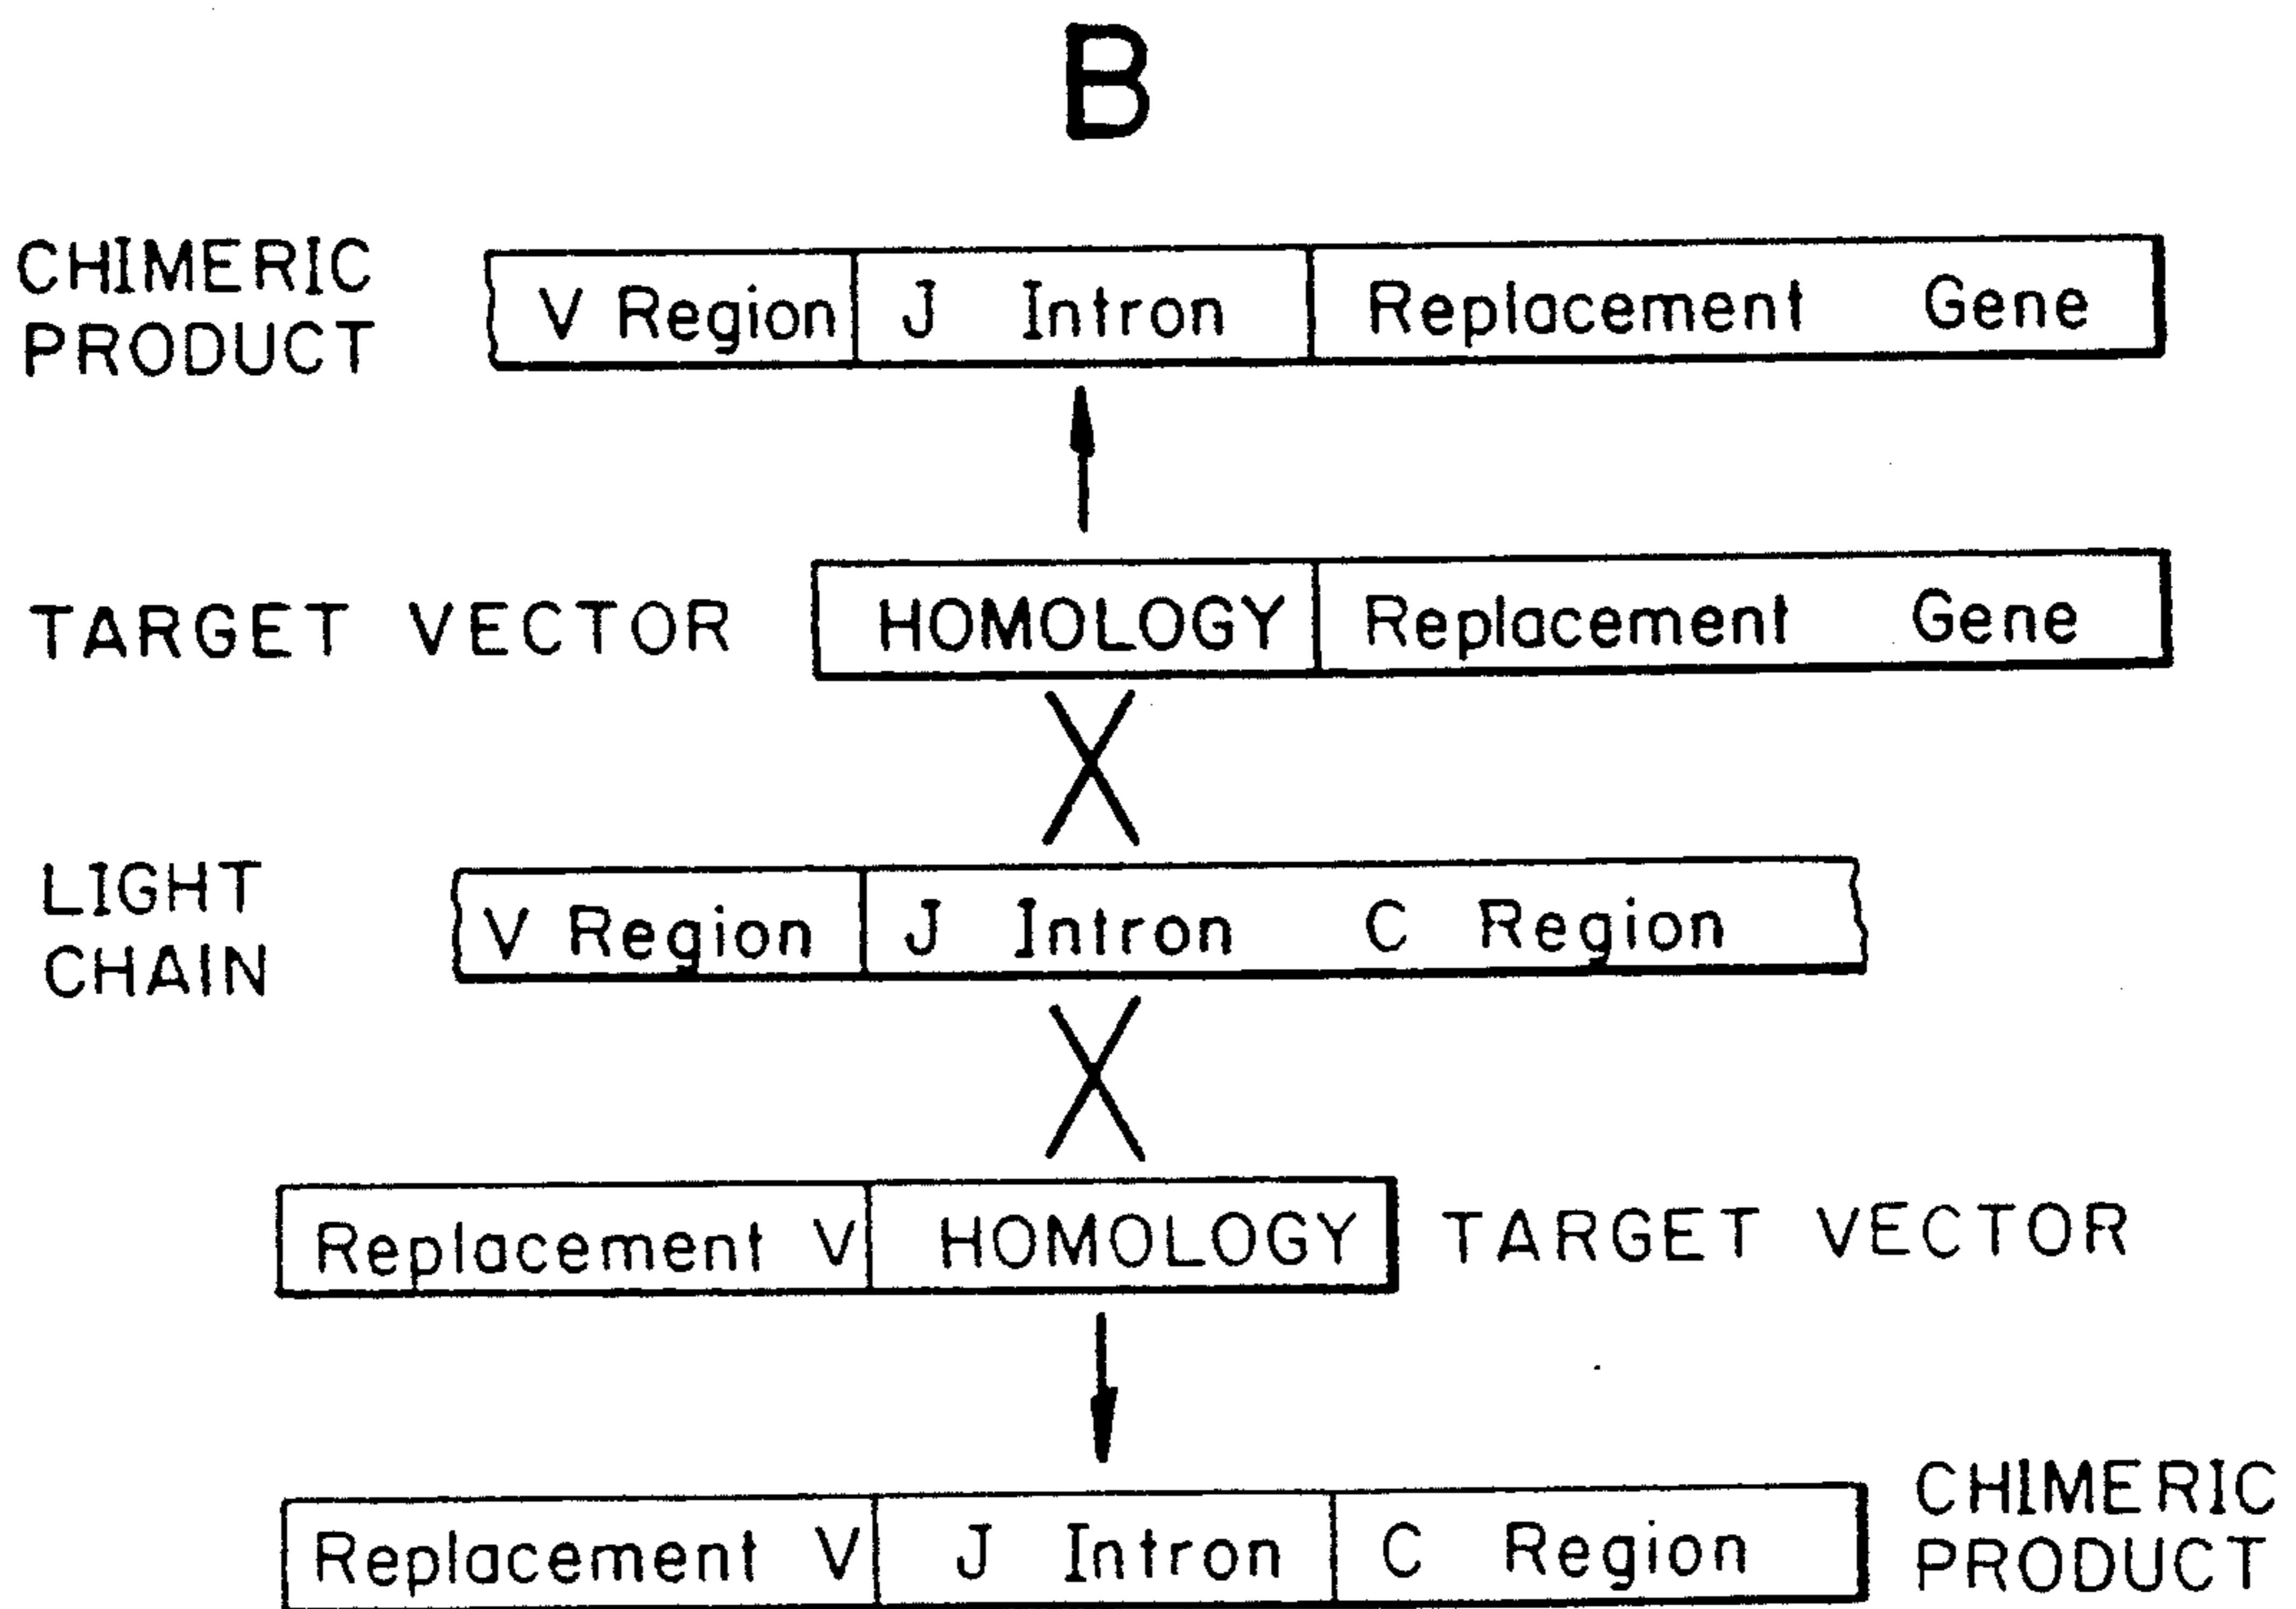 B
CHIMERIC
PRODUCT
V Region J Intron Replacement Gene
TARGET VECTOR HOMOLOGY Replacement Gene
LIGHT
CHAIN
V Region J Intron C Region
Replacement V HOMOLOGY TARGET VECTOR
Replacement V J Intron C Region
CHIMERIC
PRODUCT